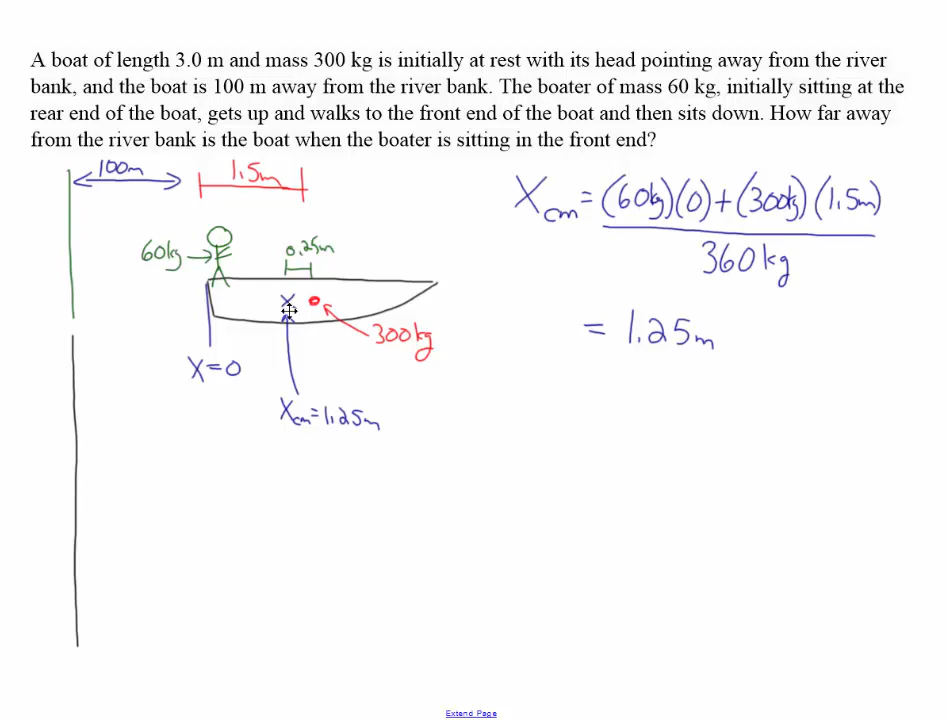 A boat of length 3.0 m and mass 300 kg is initially at rest with its head pointing away from the river
bank, and the boat is 100 m away from the river bank. The boater of mass 60 kg, initially sitting at the
rear end of the boat, gets up and walks to the front end of the boat and then sits down. How far away
from the river bank is the boat when the boater is sitting in the front end?
100m
1.5m
Xcm = (60kg)(0) + (300kg)(1.5m)
360kg
60kg
0.25m
= 1.25m
300kg
X=0
Xcm=1.25m
Extend Page